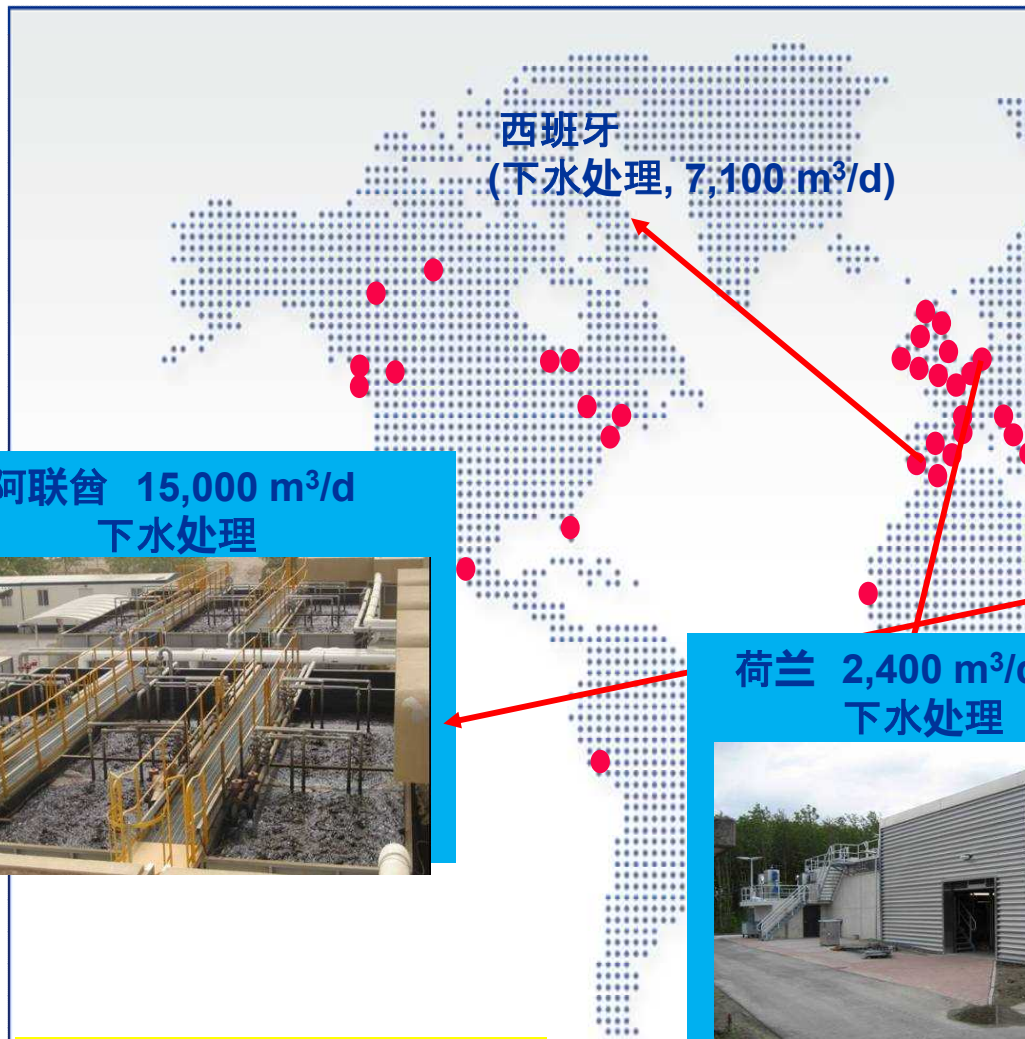 西班牙
(下水处理, 7,100 m³/d)
阿联酋 15,000 m³/d
下水处理
荷兰 2,400 m³/d
下水处理